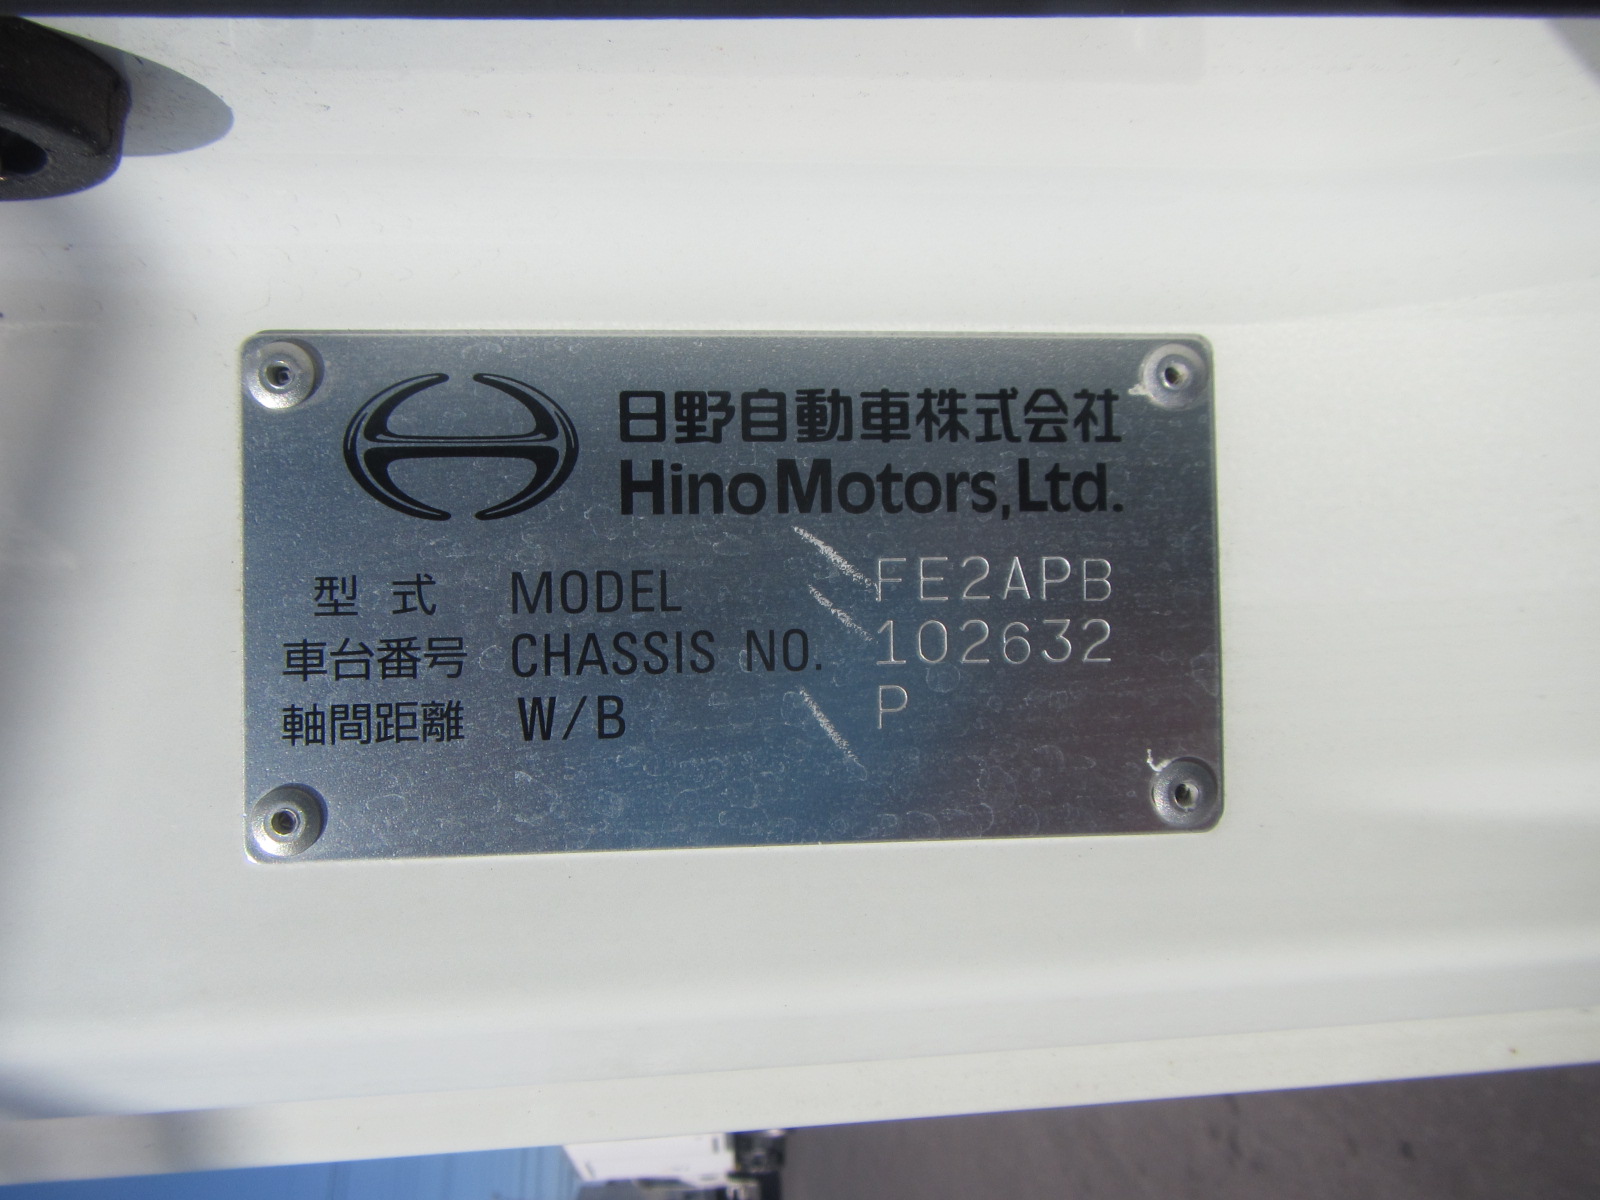 日野自動車株式会社
Hino Motors, Ltd.
型式 MODEL FE2APB
車台番号 CHASSIS NO. 102632
軸間距離 W/B P